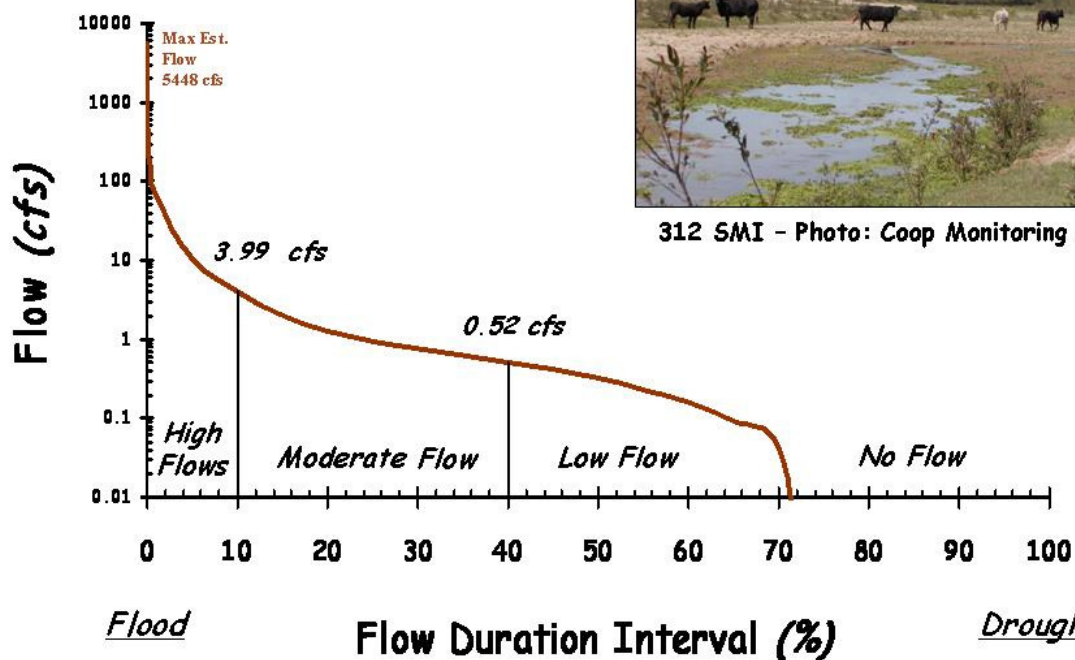 10000
1000
100
10
1
0.1
0.01
Flow (cfs)
Max Est.
Flow
5448 cfs
312 SMI - Photo: Coop Monitoring
3.99 cfs
0.52 cfs
High
Flows
Moderate Flow
Low Flow
No Flow
0 10 20 30 40 50 60 70 80 90 100
Flood
Flow Duration Interval (%)